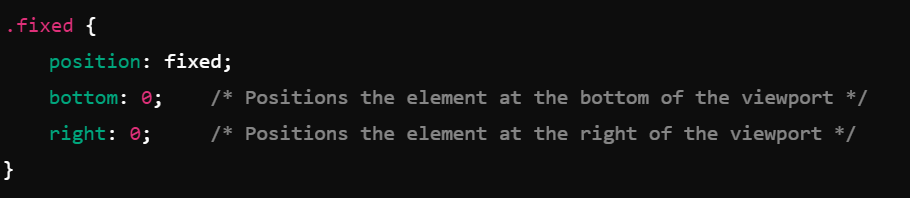 .fixed {
    position: fixed;
    bottom: 0;    /* Positions the element at the bottom of the viewport */
    right: 0;     /* Positions the element at the right of the viewport */
}